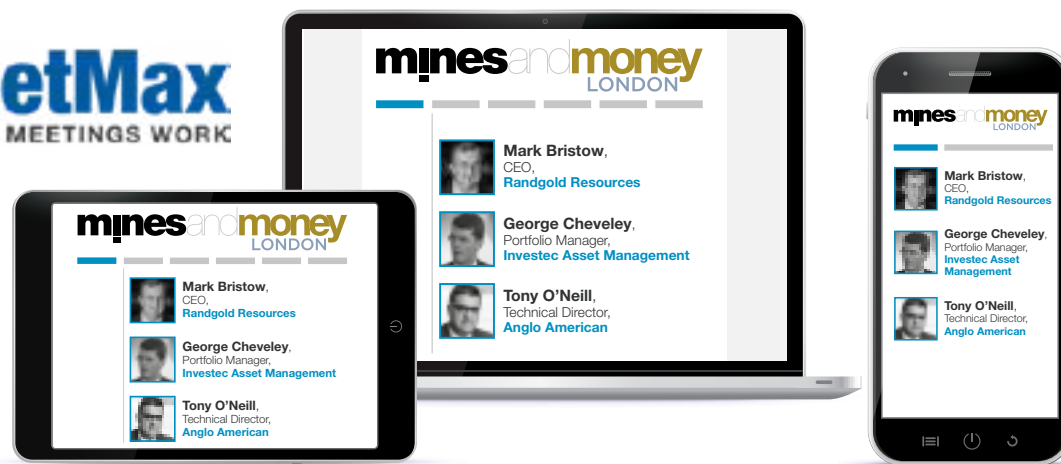 etMax
MEETINGS WORK
minesandmoney
LONDON
Mark Bristow,
CEO,
Randgold Resources
George Cheveley,
Portfolio Manager,
Investec Asset Management
Tony O'Neill,
Technical Director,
Anglo American
minesandmoney
LONDON
Mark Bristow,
CEO,
Randgold Resources
George Cheveley,
Portfolio Manager,
Investec Asset Management
Tony O'Neill,
Technical Director,
Anglo American
minesandmoney
LONDON
Mark Bristow,
CEO,
Randgold Resources
George Cheveley,
Portfolio Manager,
Investec Asset
Management
Tony O'Neill,
Technical Director,
Anglo American